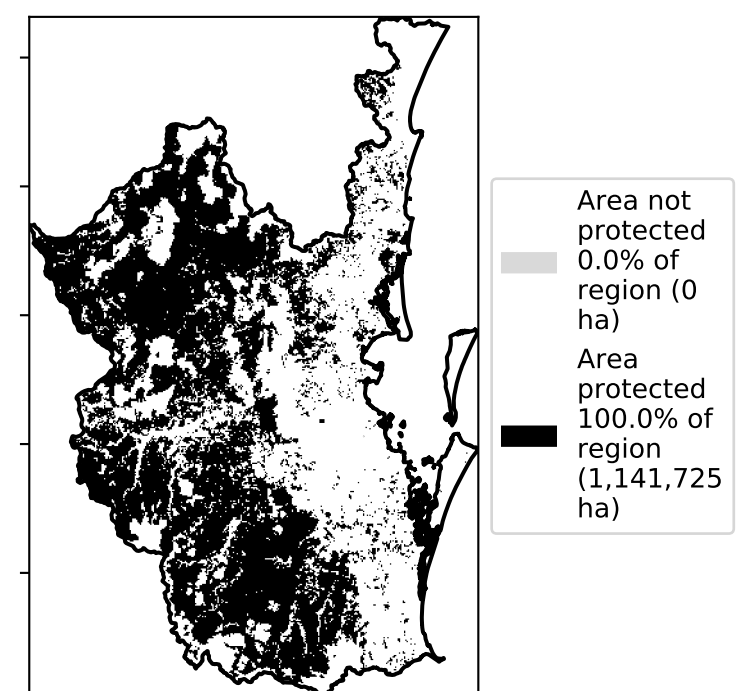 Area not
protected
0.0% of
region (0
ha)
Area
protected
100.0% of
region
(1,141,725
ha)